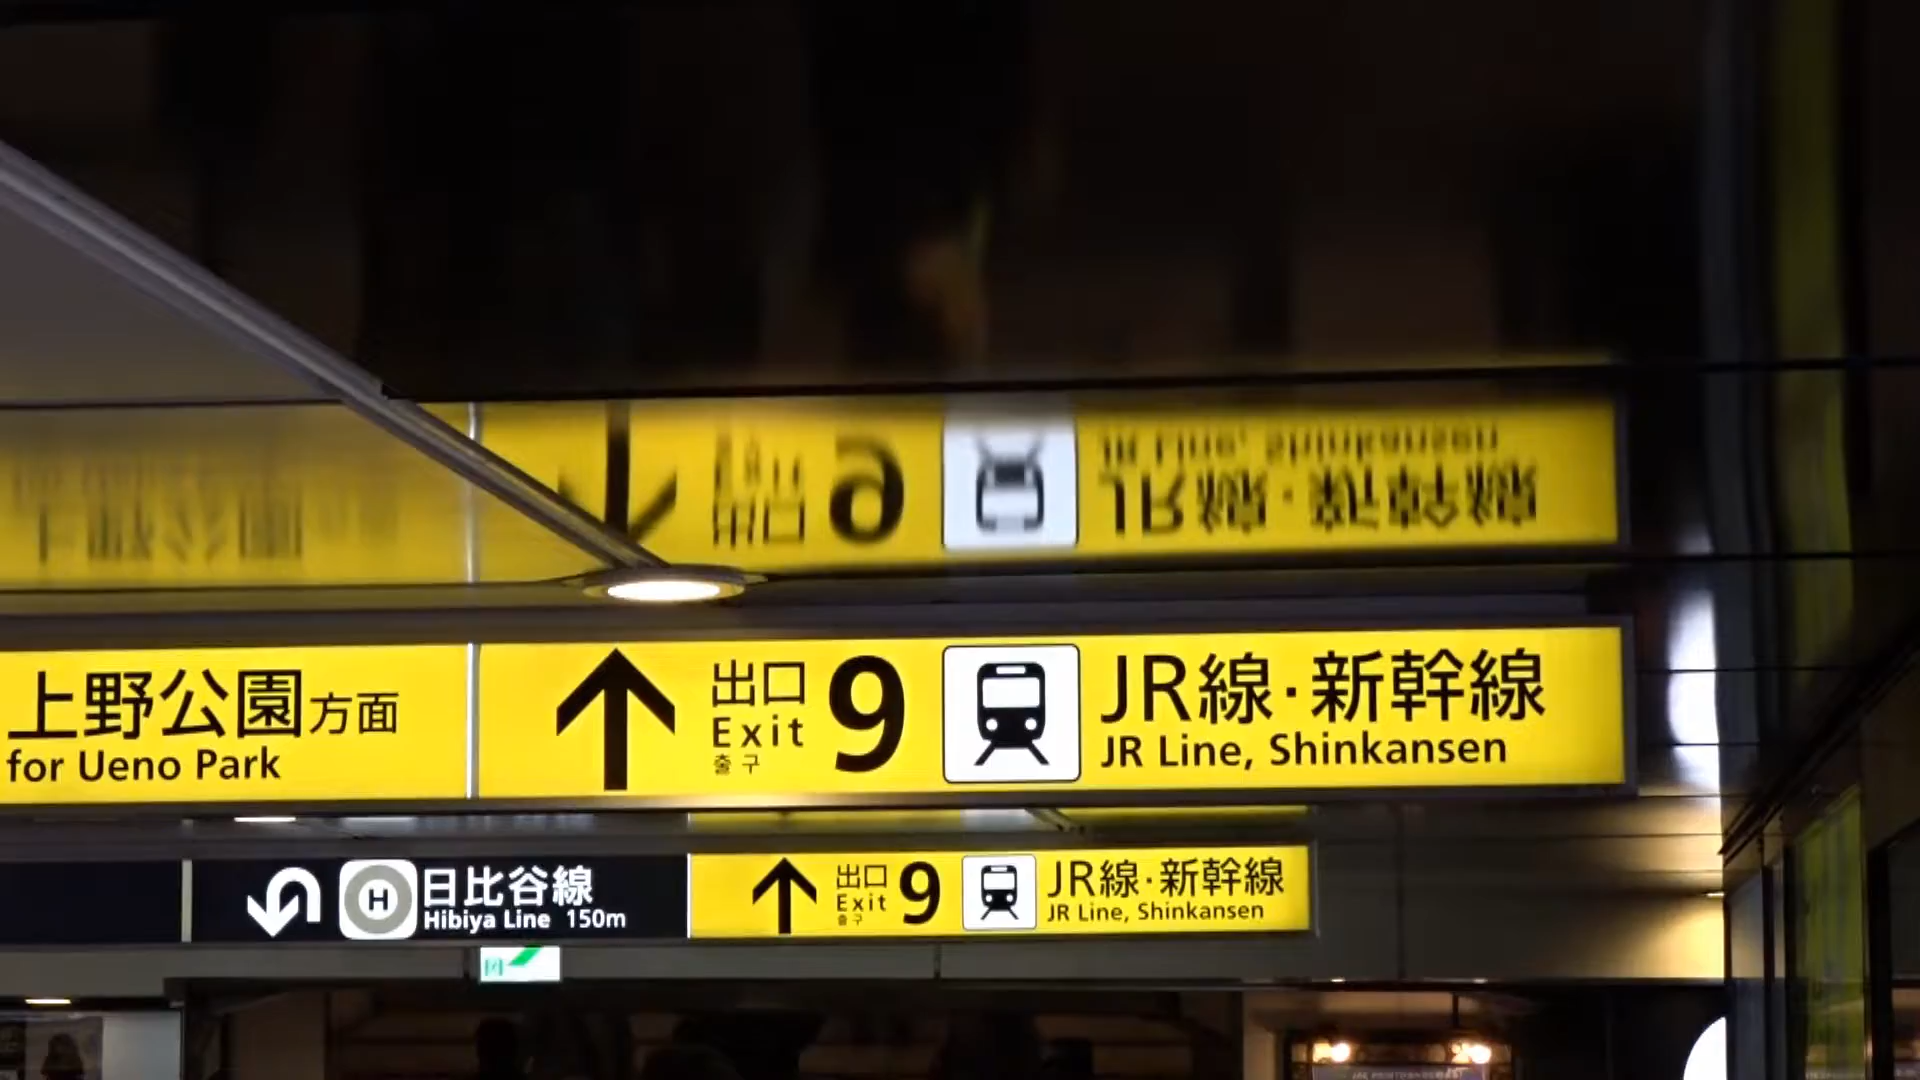 上野公園方面
for Ueno Park
出口
Exit
출구
9
JR線·新幹線
JR Line, Shinkansen
H
日比谷線
Hibiya Line 150m
出口
Exit
출구
9
JR線·新幹線
JR Line, Shinkansen